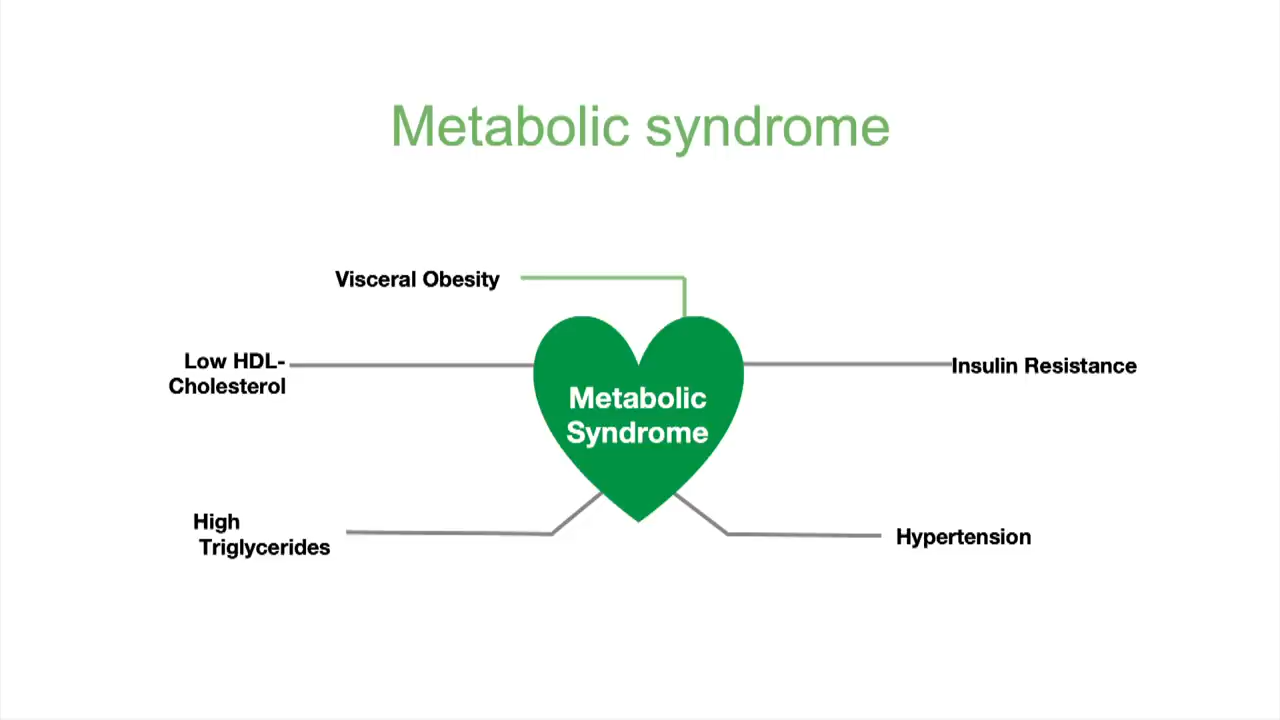 Metabolic syndrome
Visceral Obesity
Low HDL-
Cholesterol
Metabolic
Syndrome
Insulin Resistance
High
Triglycerides
Hypertension